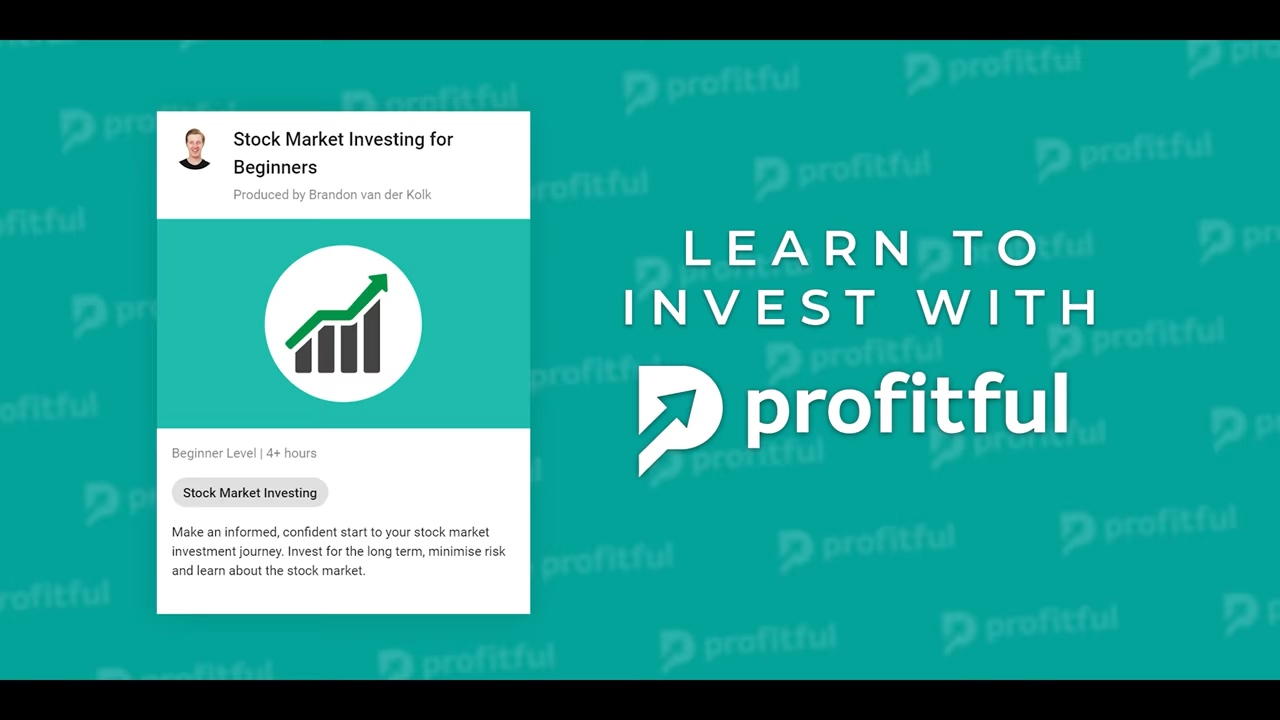 Stock Market Investing for
Beginners
Produced by Brandon van der Kolk
Beginner Level | 4+ hours
Stock Market Investing
Make an informed, confident start to your stock market
investment journey. Invest for the long term, minimise risk
and learn about the stock market.
LEARN TO
INVEST WITH
profitful